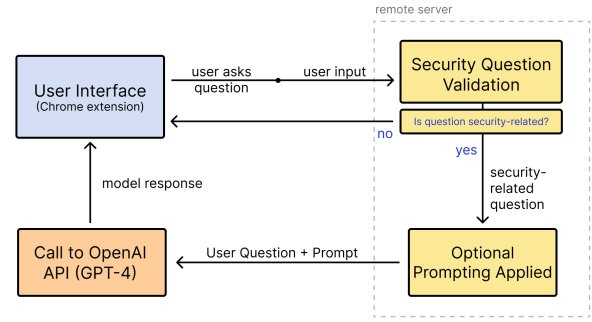 remote server
User Interface
(Chrome extension)
user asks
question
user input
Security Question
Validation
Is question security-related?
no
yes
security-
related
question
model response
Call to OpenAI
API (GPT-4)
User Question + Prompt
Optional
Prompting Applied